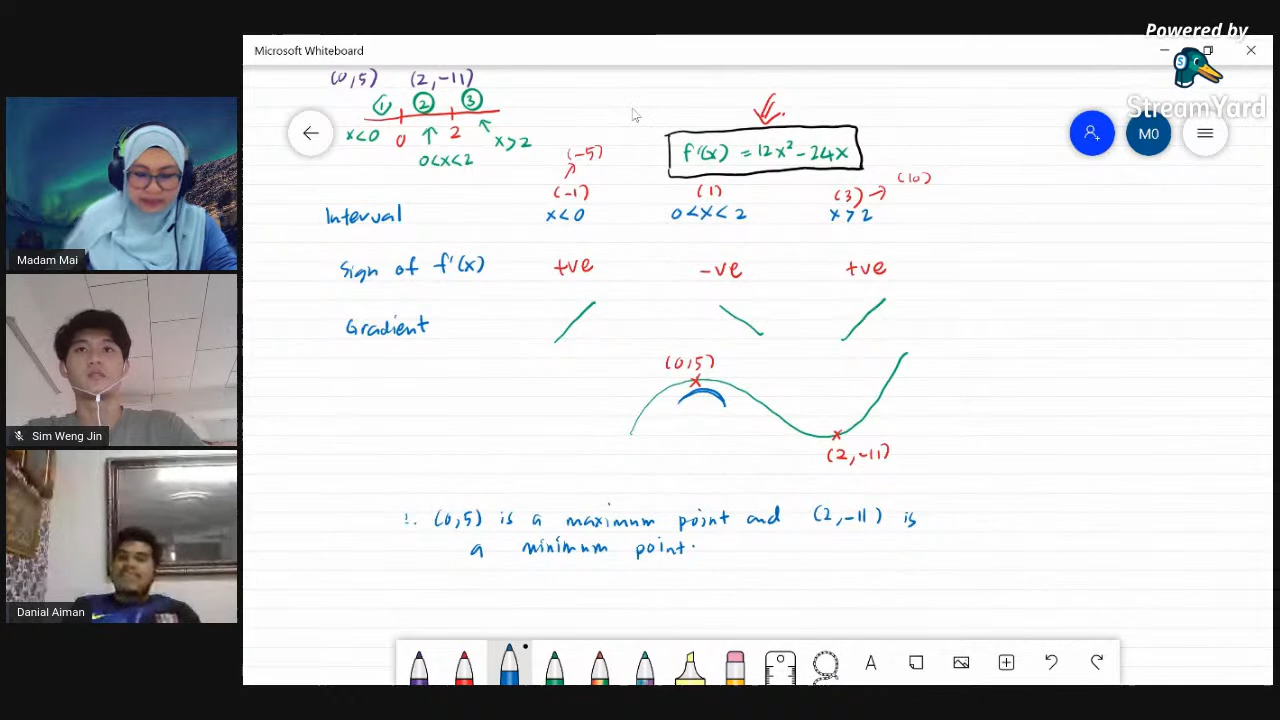 Powered by
StreamYard
Microsoft Whiteboard
(0,5) (2,-11)
① ② ③
x<0 0 2 x>2
0<x<2
f'(x) = 12x² - 24x
(-5)
(-1) (1) (3) → (10)
Interval x<0 0<x<2 x>2
Sign of f'(x) +ve -ve +ve
Gradient
(0,5)
(2,-11)
(0,5) is a maximum point and (2,-11) is
a minimum point.
Madam Mai
Sim Weng Jin
Danial Aiman
M0
S
A